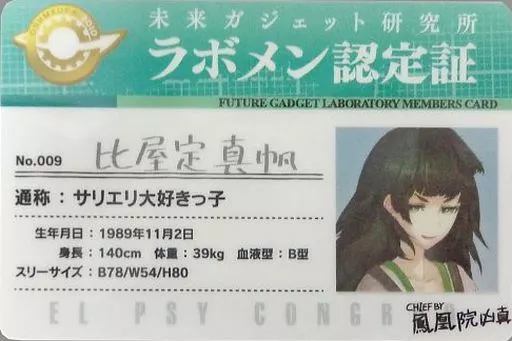 未来ガジェット研究所
ラボメン認定証
FUTURE GADGET LABORATORY MEMBERS CARD
No.009 比屋定真帆
通称：サリエリ大好きっ子
生年月日：1989年11月2日
身長：140cm 体重：39kg 血液型：B型
スリーサイズ：B78/W54/H80
EL PSY CONGR
CHIEF BY
鳳凰院凶真